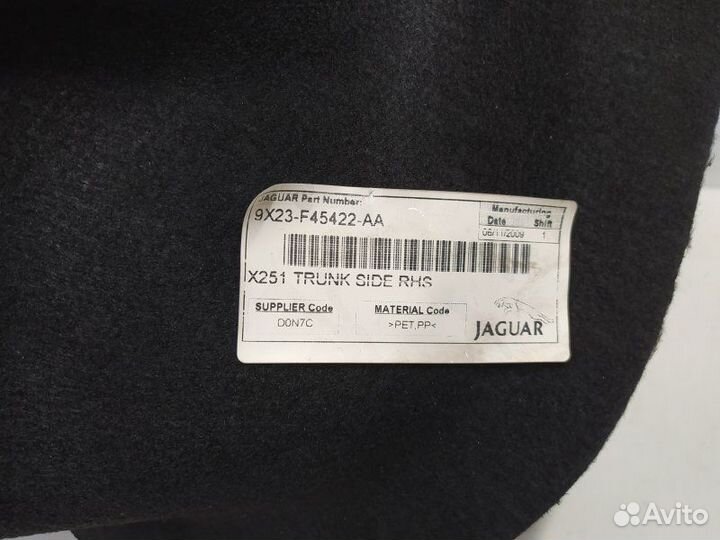 JAGUAR Part Number:
9X23-F45422-AA
Manufacturing
Date Shift
06/11/2009 1
X251 TRUNK SIDE RHS
SUPPLIER Code
D0N7C
MATERIAL Code
>PET,PP<
JAGUAR
Avito